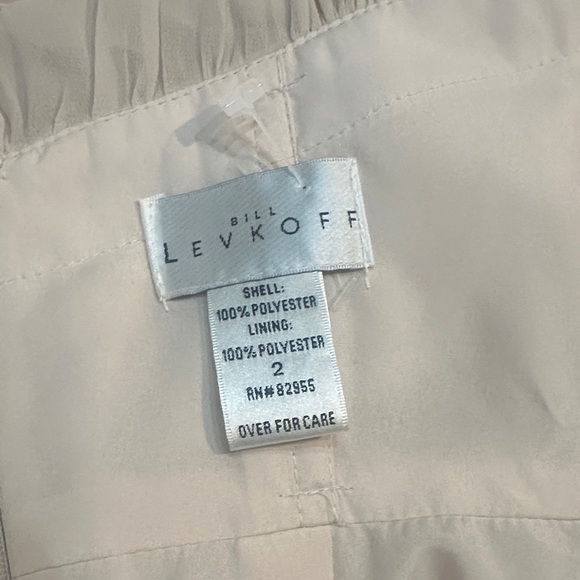 BILL
LEVKOFF
SHELL:
100% POLYESTER
LINING:
100% POLYESTER
2
RN# 82955
OVER FOR CARE